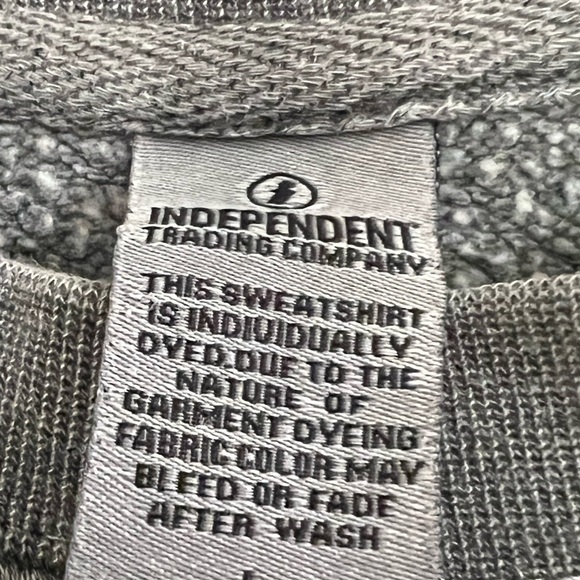 INDEPENDENT
TRADING COMPANY
THIS SWEATSHIRT
IS INDIVIDUALLY
DYED DUE TO THE
NATURE OF
GARMENT DYEING
FABRIC COLOR MAY
BLEED OR FADE
AFTER WASH